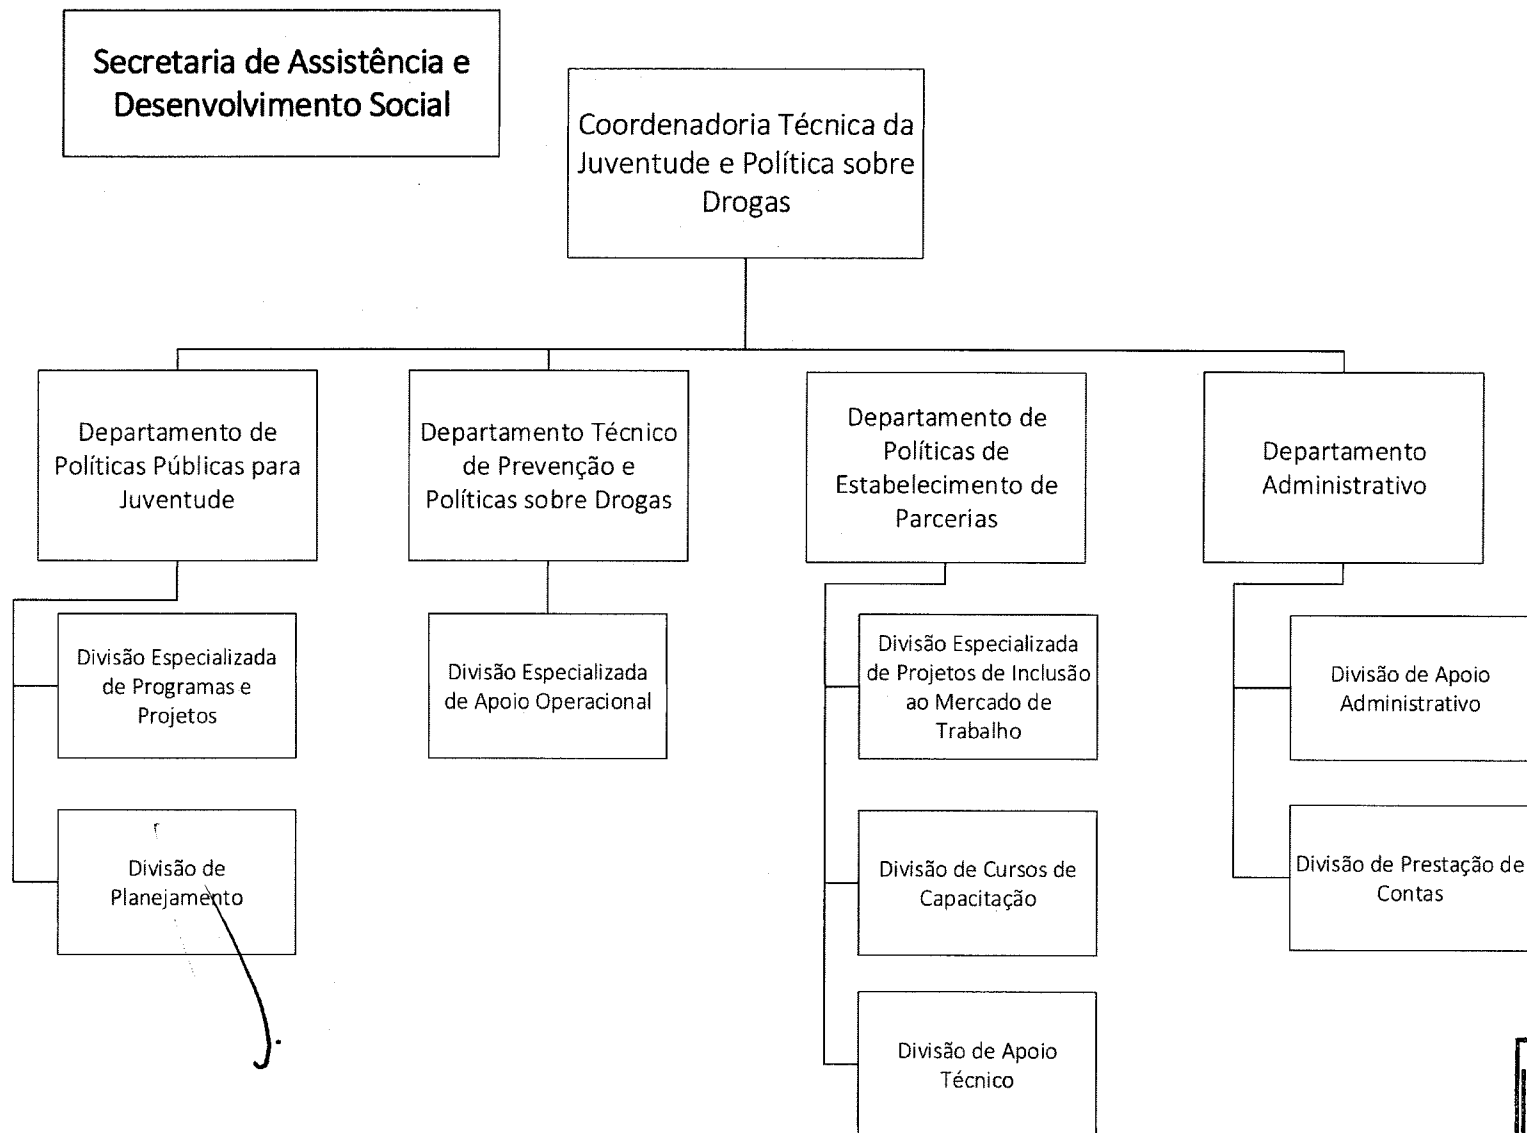 Secretaria de Assistência e
Desenvolvimento Social
Coordenadoria Técnica da
Juventude e Política sobre
Drogas
Departamento de
Políticas Públicas para
Juventude
Departamento Técnico
de Prevenção e
Políticas sobre Drogas
Departamento de
Políticas de
Estabelecimento de
Parcerias
Departamento
Administrativo
Divisão Especializada
de Programas e
Projetos
Divisão de
Planejamento
Divisão Especializada
de Apoio Operacional
Divisão Especializada
de Projetos de Inclusão
ao Mercado de
Trabalho
Divisão de Cursos de
Capacitação
Divisão de Apoio
Técnico
Divisão de Apoio
Administrativo
Divisão de Prestação de
Contas